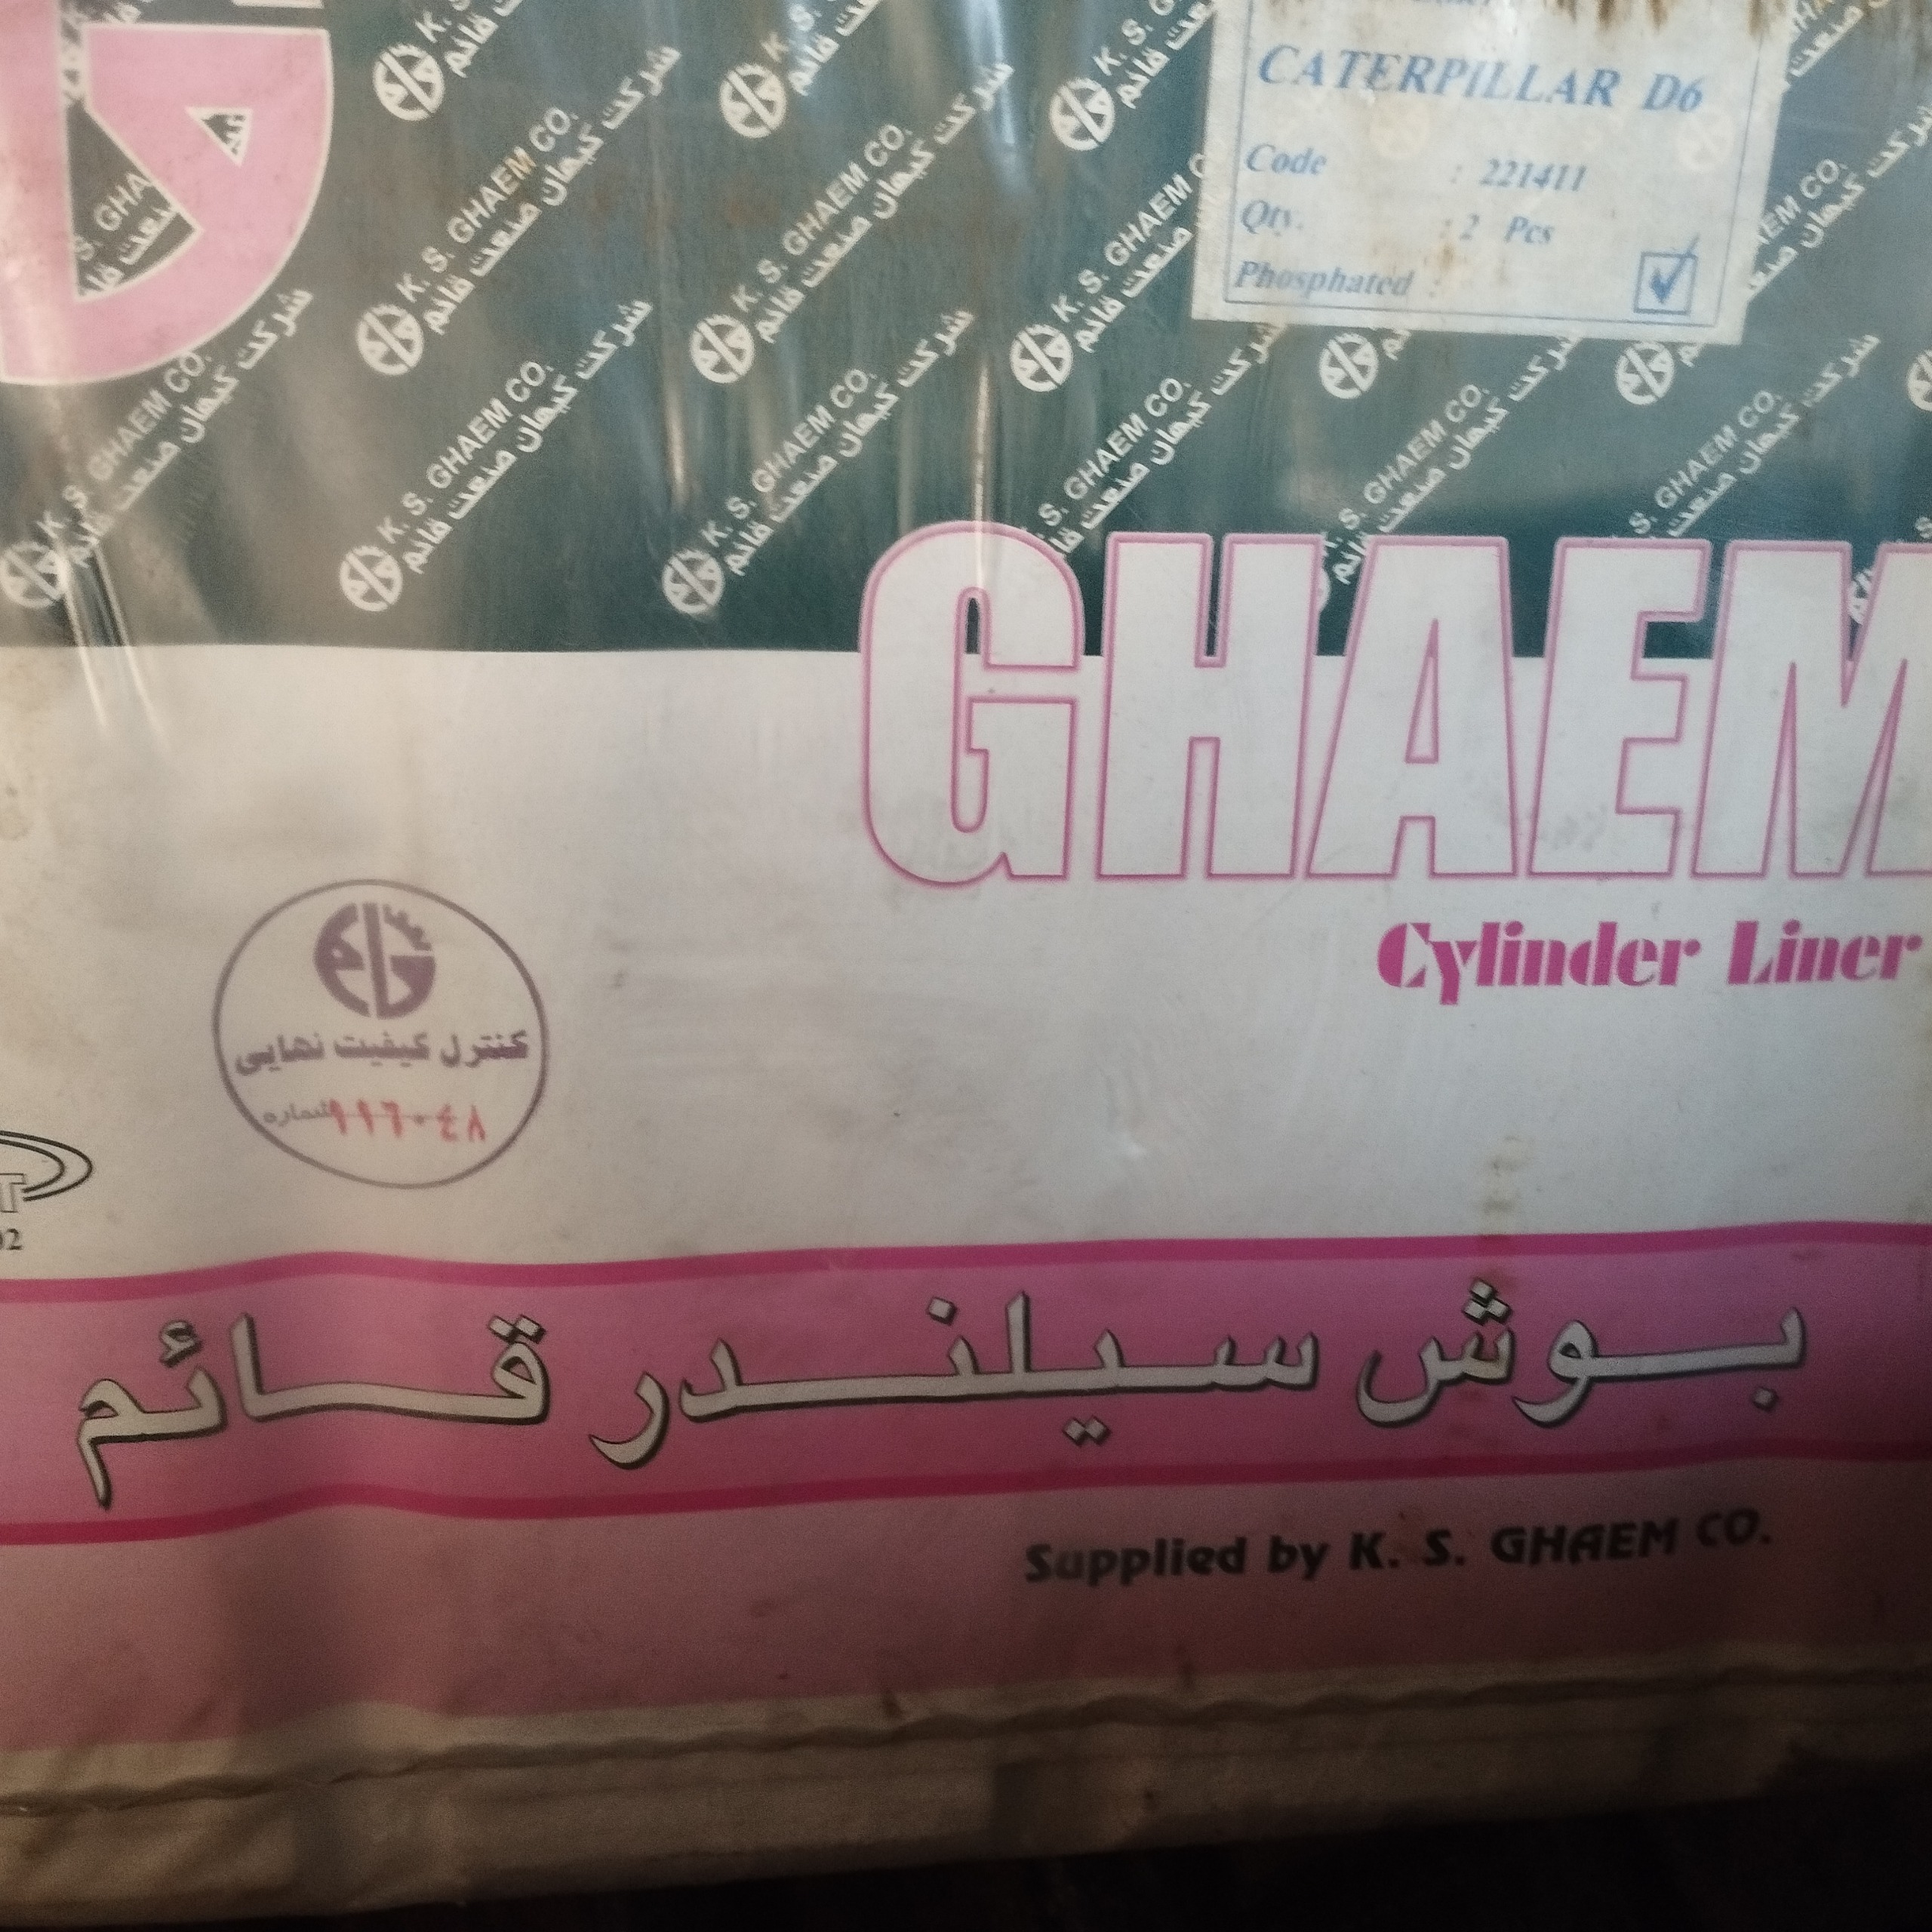 CATERPILLAR D6
Code : 221411
Qty. : 2 Pcs
Phosphated :
K. S. GHAEM CO.
شرکت کیهان صنعت قائم
GHAEM
Cylinder Liner
کنترل کیفیت نهایی
شماره ١١٦٠٤٨
بوش سیلندر قائم
Supplied by K. S. GHAEM CO.